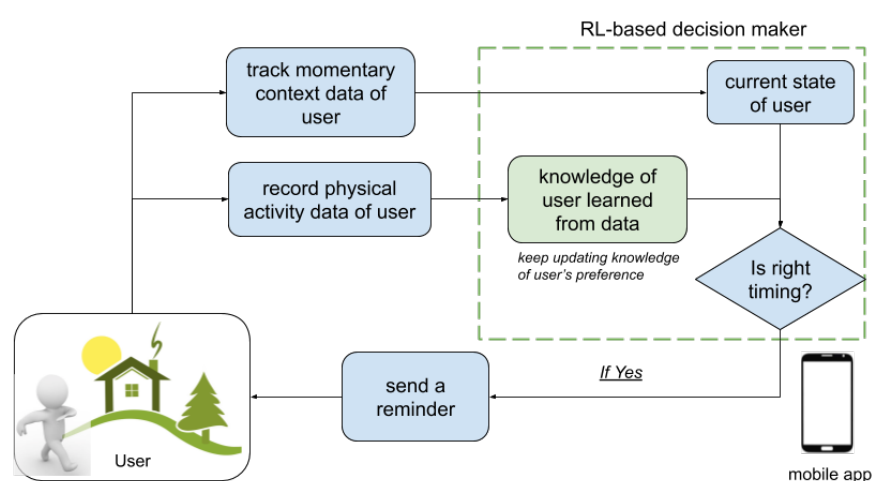 RL-based decision maker
track momentary
context data of
user
current state
of user
record physical
activity data of user
knowledge of
user learned
from data
keep updating knowledge
of user's preference
Is right
timing?
If Yes
send a
reminder
User
mobile app